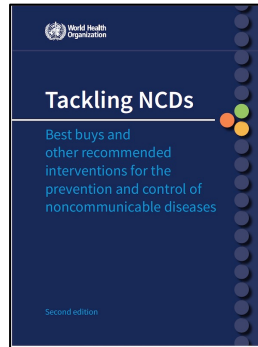 World Health
Organization
Tackling NCDs
Best buys and
other recommended
interventions for the
prevention and control of
noncommunicable diseases
Second edition